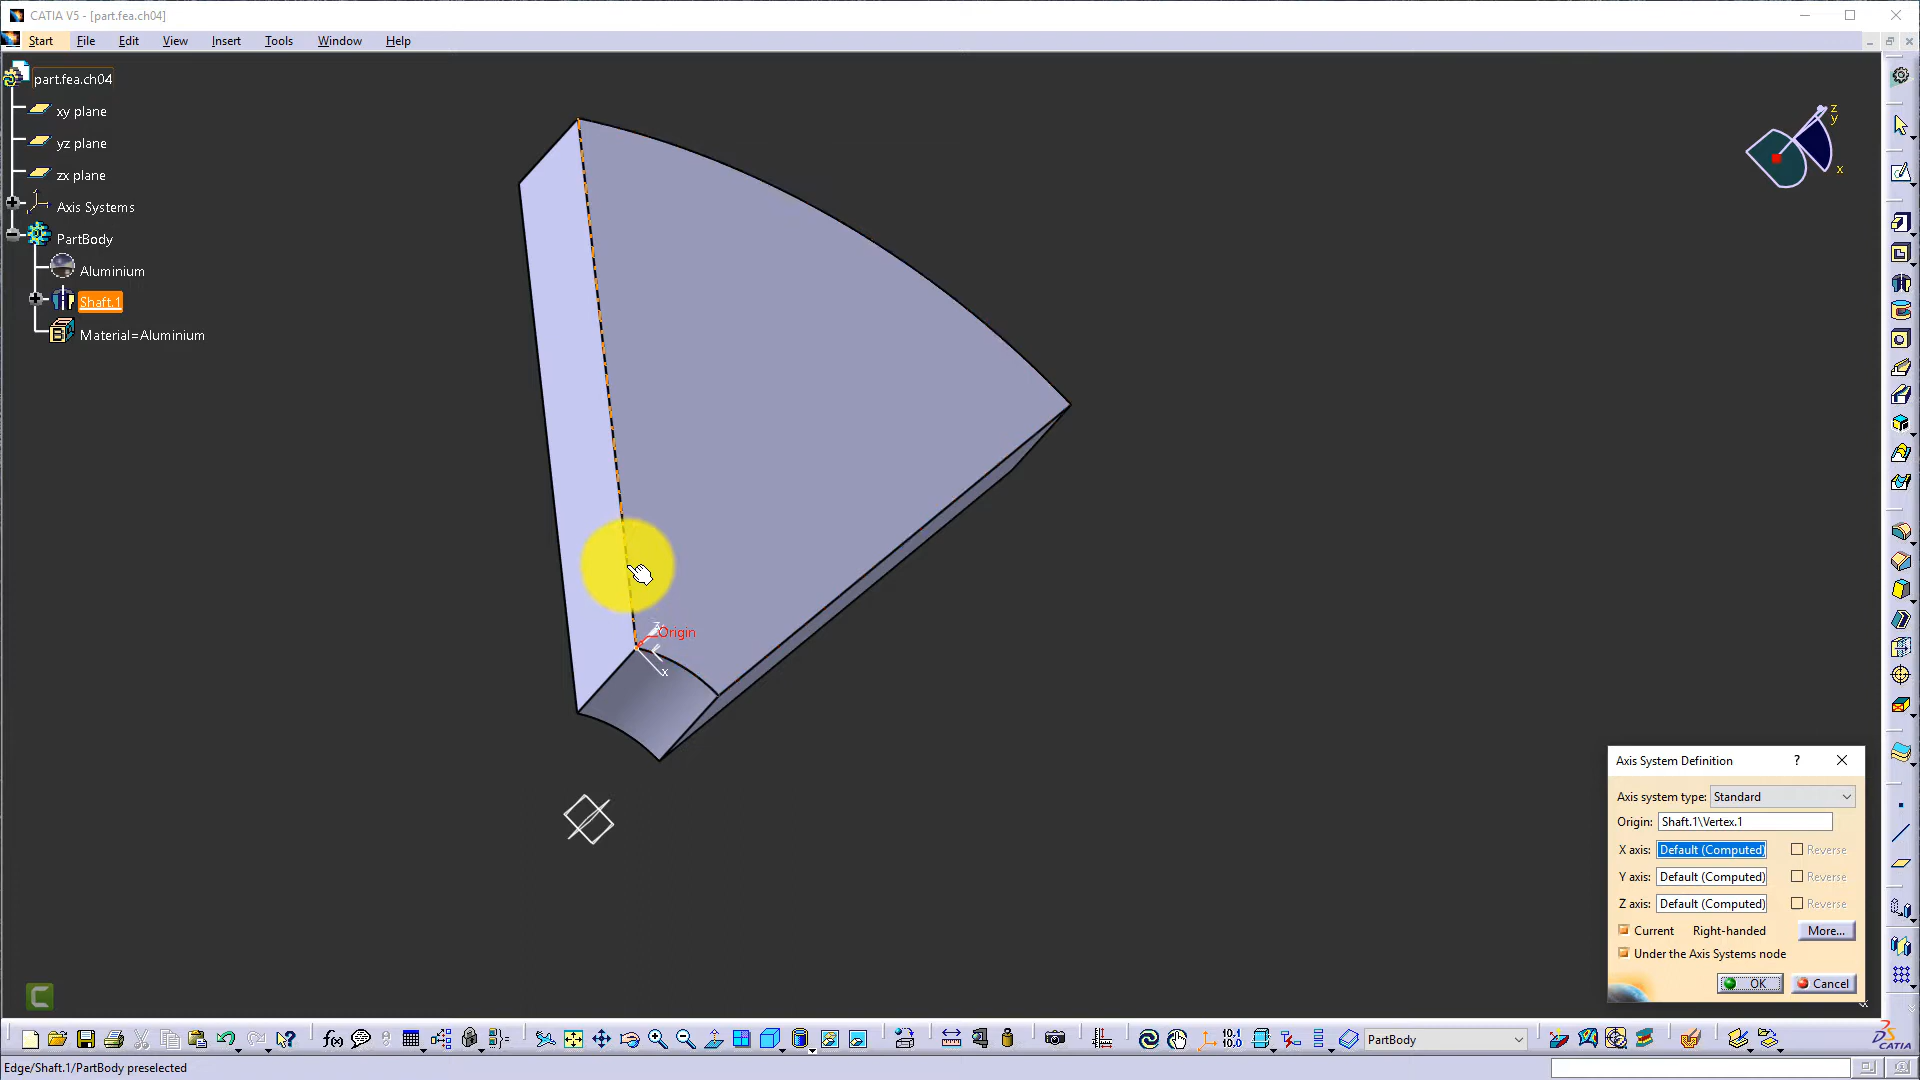 CATIA V5 - [part.fea.ch04]
Start File Edit View Insert Tools Window Help
part.fea.ch04
xy plane
yz plane
zx plane
Axis Systems
PartBody
Aluminium
Shaft.1
Material=Aluminium
z
y
x
z
Origin
x
Axis System Definition ?
Axis system type: Standard
Origin: Shaft.1\Vertex.1
X axis: Default (Computed) Reverse
Y axis: Default (Computed) Reverse
Z axis: Default (Computed) Reverse
Current Right-handed More...
Under the Axis Systems node
OK Cancel
PartBody
CATIA
Edge/Shaft.1/PartBody preselected